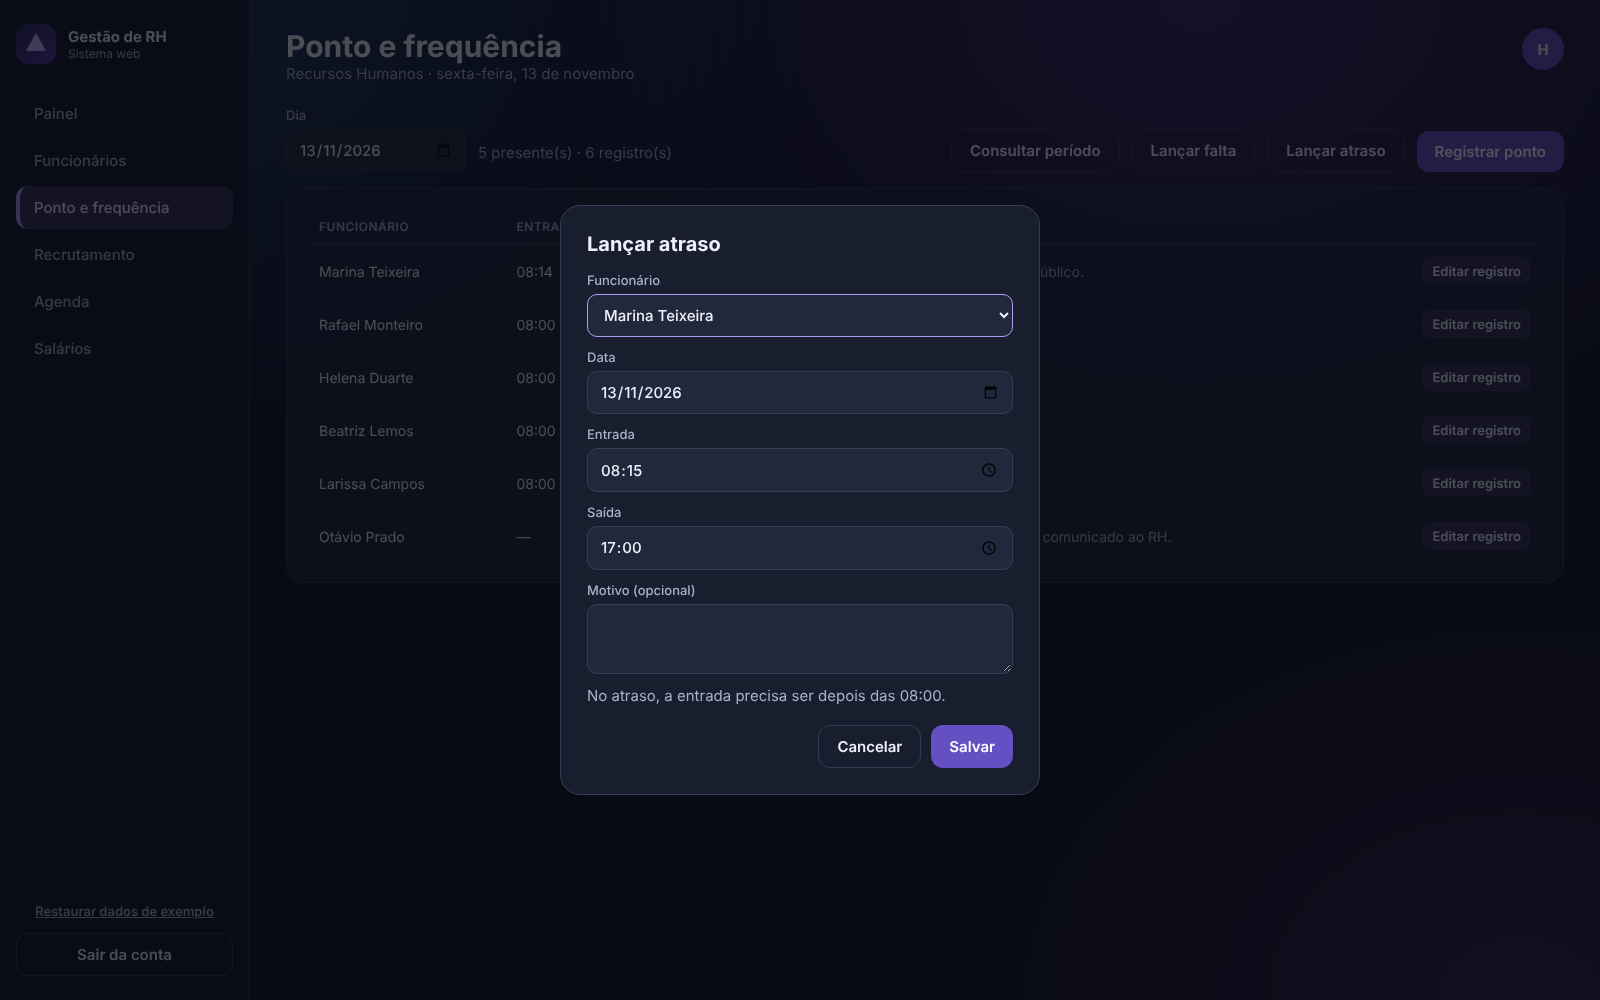 Gestão de RH
Sistema web
Painel
Funcionários
Ponto e frequência
Recrutamento
Agenda
Salários
Restaurar dados de exemplo
Sair da conta
Ponto e frequência
Recursos Humanos · sexta-feira, 13 de novembro
H
Dia
13/11/2026
5 presente(s) · 6 registro(s)
Consultar período
Lançar falta
Lançar atraso
Registrar ponto
FUNCIONÁRIO ENTRA
Marina Teixeira 08:14 úblico. Editar registro
Rafael Monteiro 08:00 Editar registro
Helena Duarte 08:00 Editar registro
Beatriz Lemos 08:00 Editar registro
Larissa Campos 08:00 Editar registro
Otávio Prado — comunicado ao RH. Editar registro
Lançar atraso
Funcionário
Marina Teixeira
Data
13/11/2026
Entrada
08:15
Saída
17:00
Motivo (opcional)
No atraso, a entrada precisa ser depois das 08:00.
Cancelar
Salvar